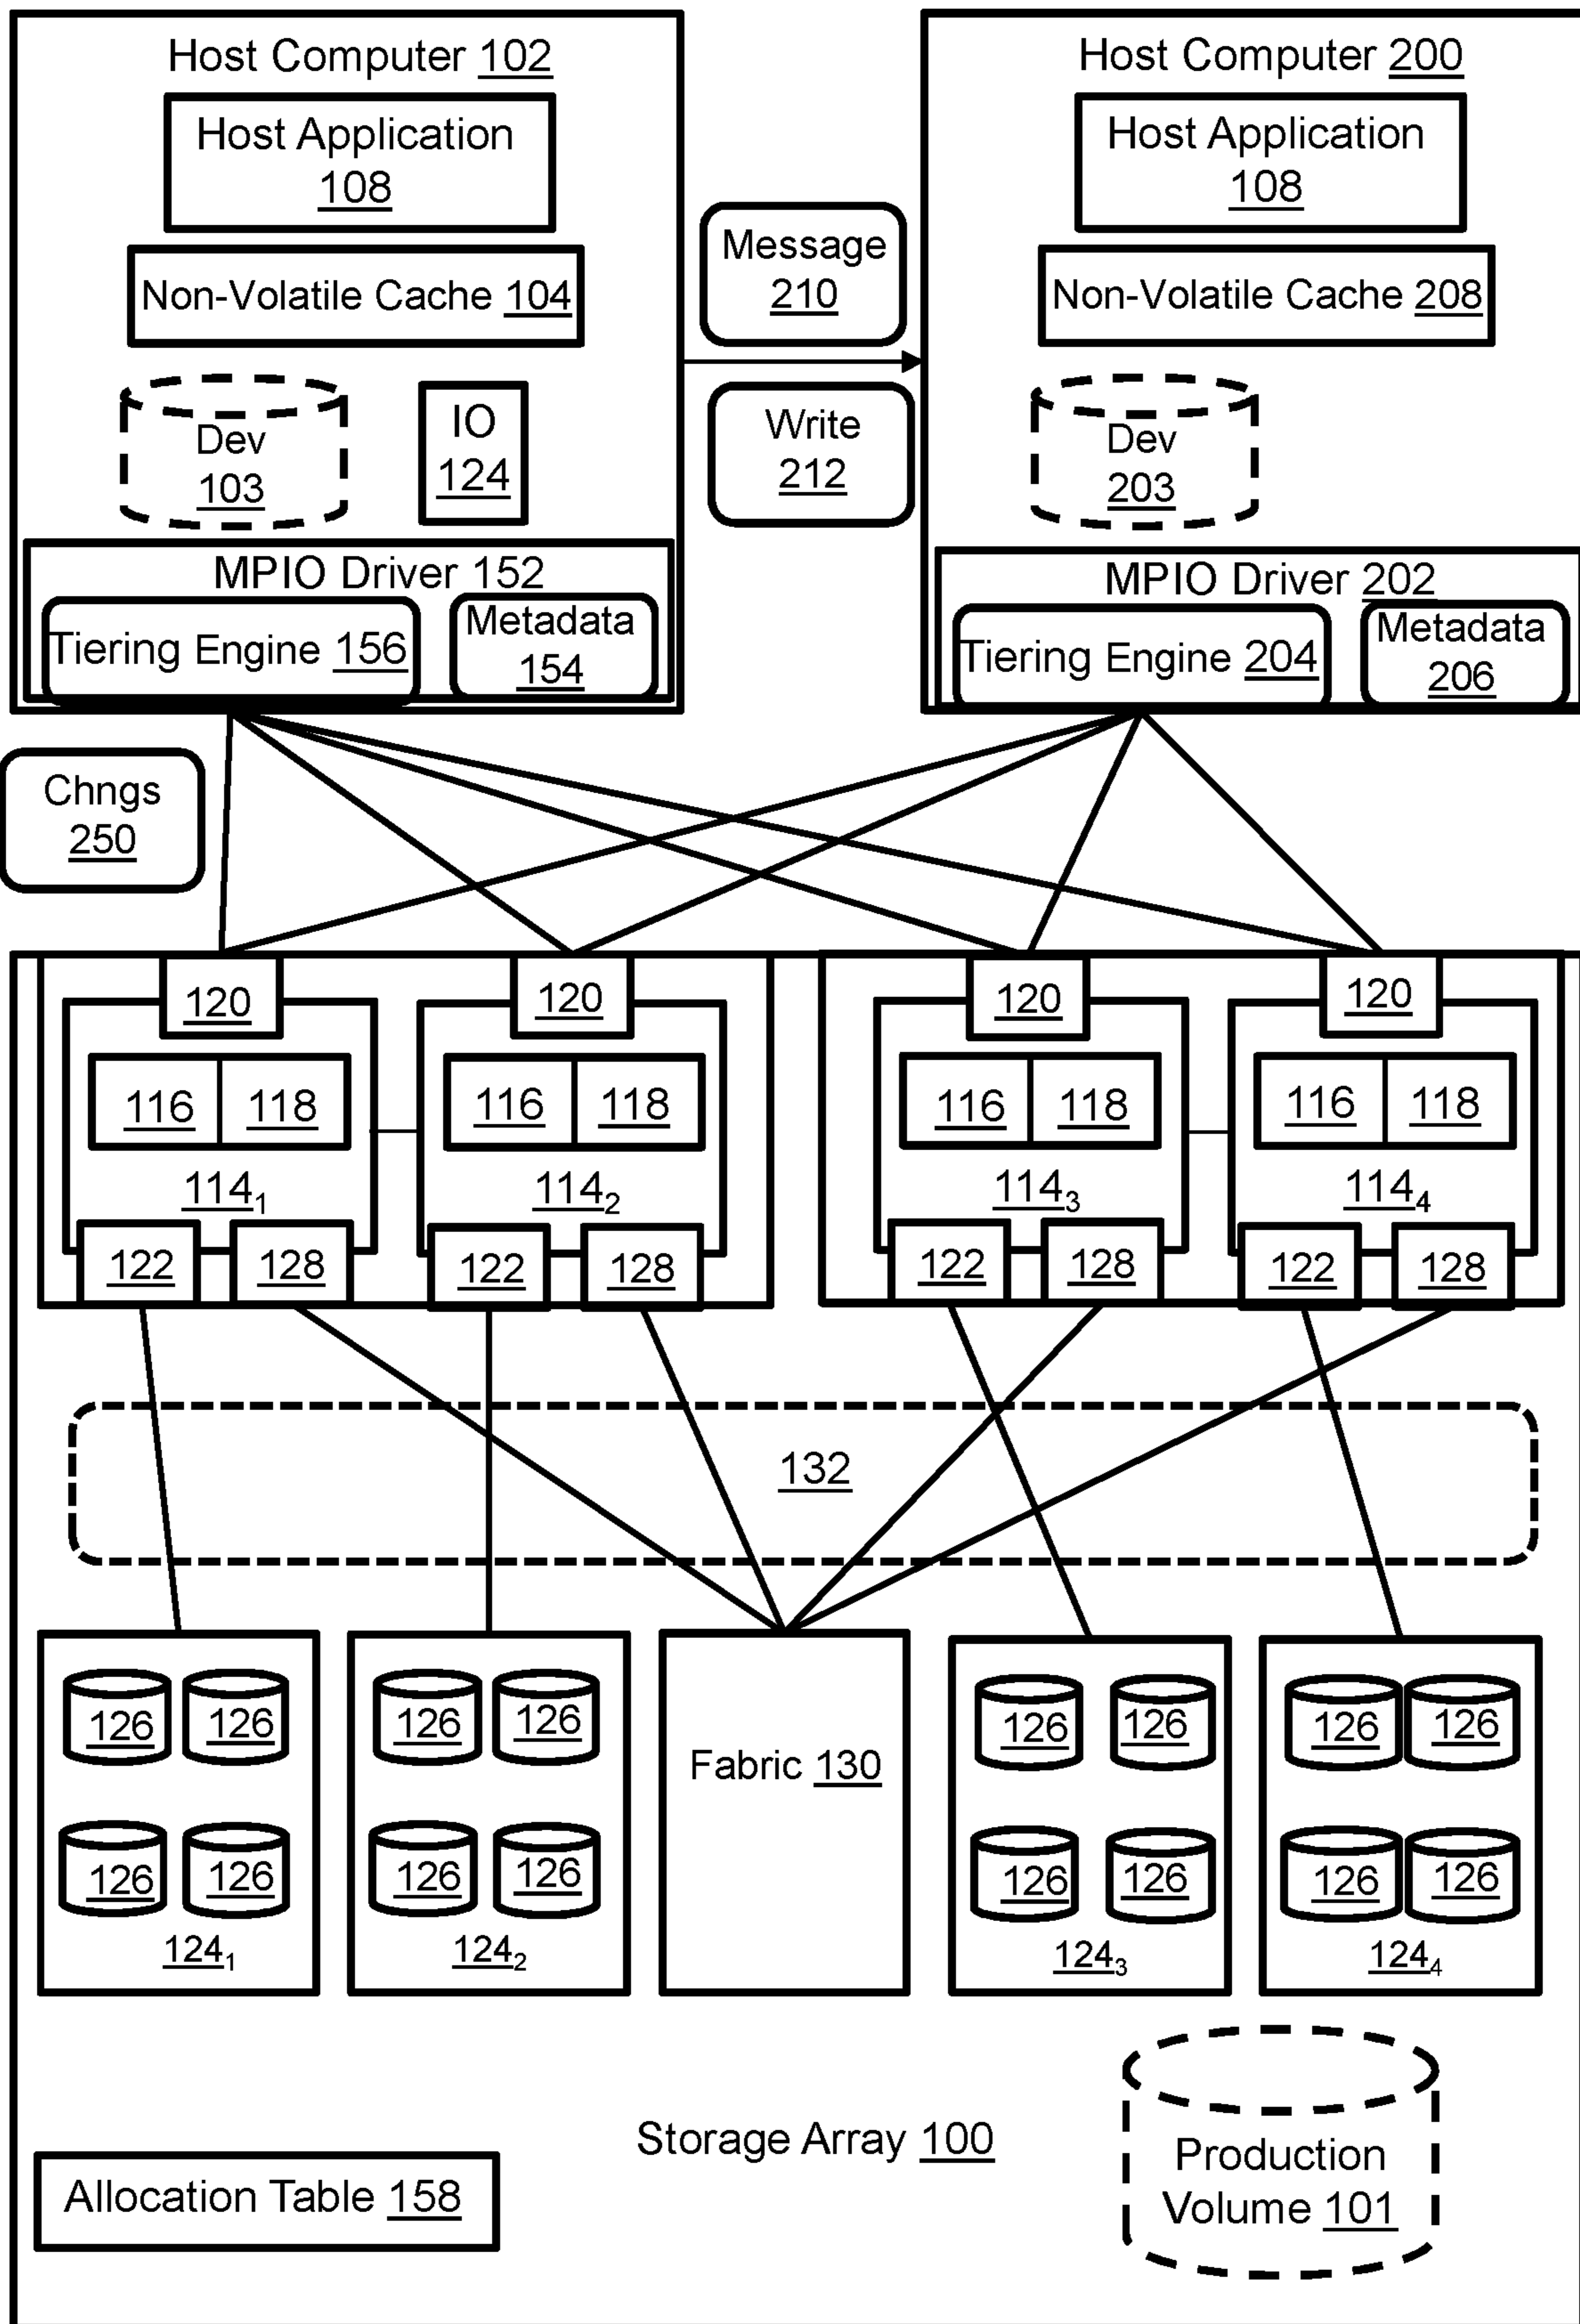 Host Computer 102
Host Application
108
Non-Volatile Cache 104
Dev
103
IO
124
MPIO Driver 152
Tiering Engine 156
Metadata
154
Message
210
Write
212
Host Computer 200
Host Application
108
Non-Volatile Cache 208
Dev
203
MPIO Driver 202
Tiering Engine 204
Metadata
206
Chngs
250
120
120
120
120
116 118
116 118
116 118
116 118
114₁
114₂
114₃
114₄
122 128
122 128
122 128
122 128
132
126 126
126 126
124₁
126 126
126 126
124₂
Fabric 130
126 126
126 126
124₃
126 126
126 126
124₄
Storage Array 100
Allocation Table 158
Production
Volume 101